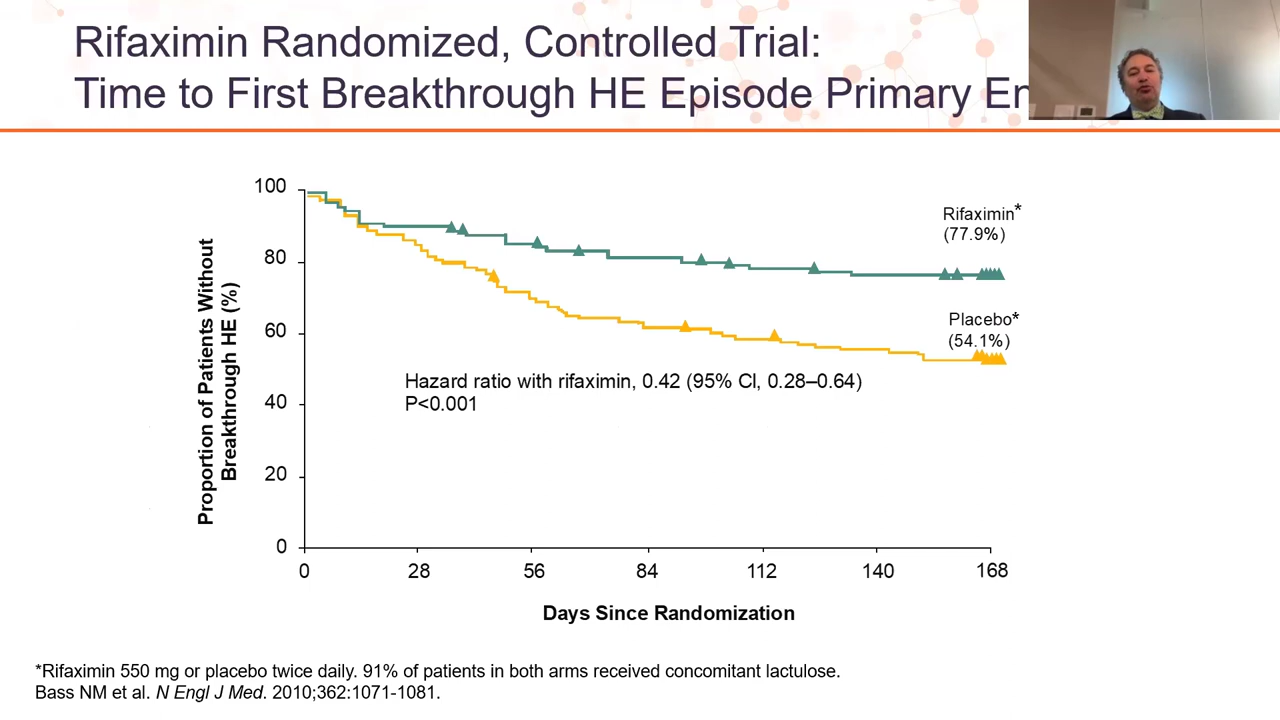 Rifaximin Randomized, Controlled Trial:
Time to First Breakthrough HE Episode Primary En
100
80
60
40
20
0
Proportion of Patients Without
Breakthrough HE (%)
Rifaximin*
(77.9%)
Placebo*
(54.1%)
Hazard ratio with rifaximin, 0.42 (95% CI, 0.28–0.64)
P<0.001
0 28 56 84 112 140 168
Days Since Randomization
*Rifaximin 550 mg or placebo twice daily. 91% of patients in both arms received concomitant lactulose.
Bass NM et al. N Engl J Med. 2010;362:1071-1081.